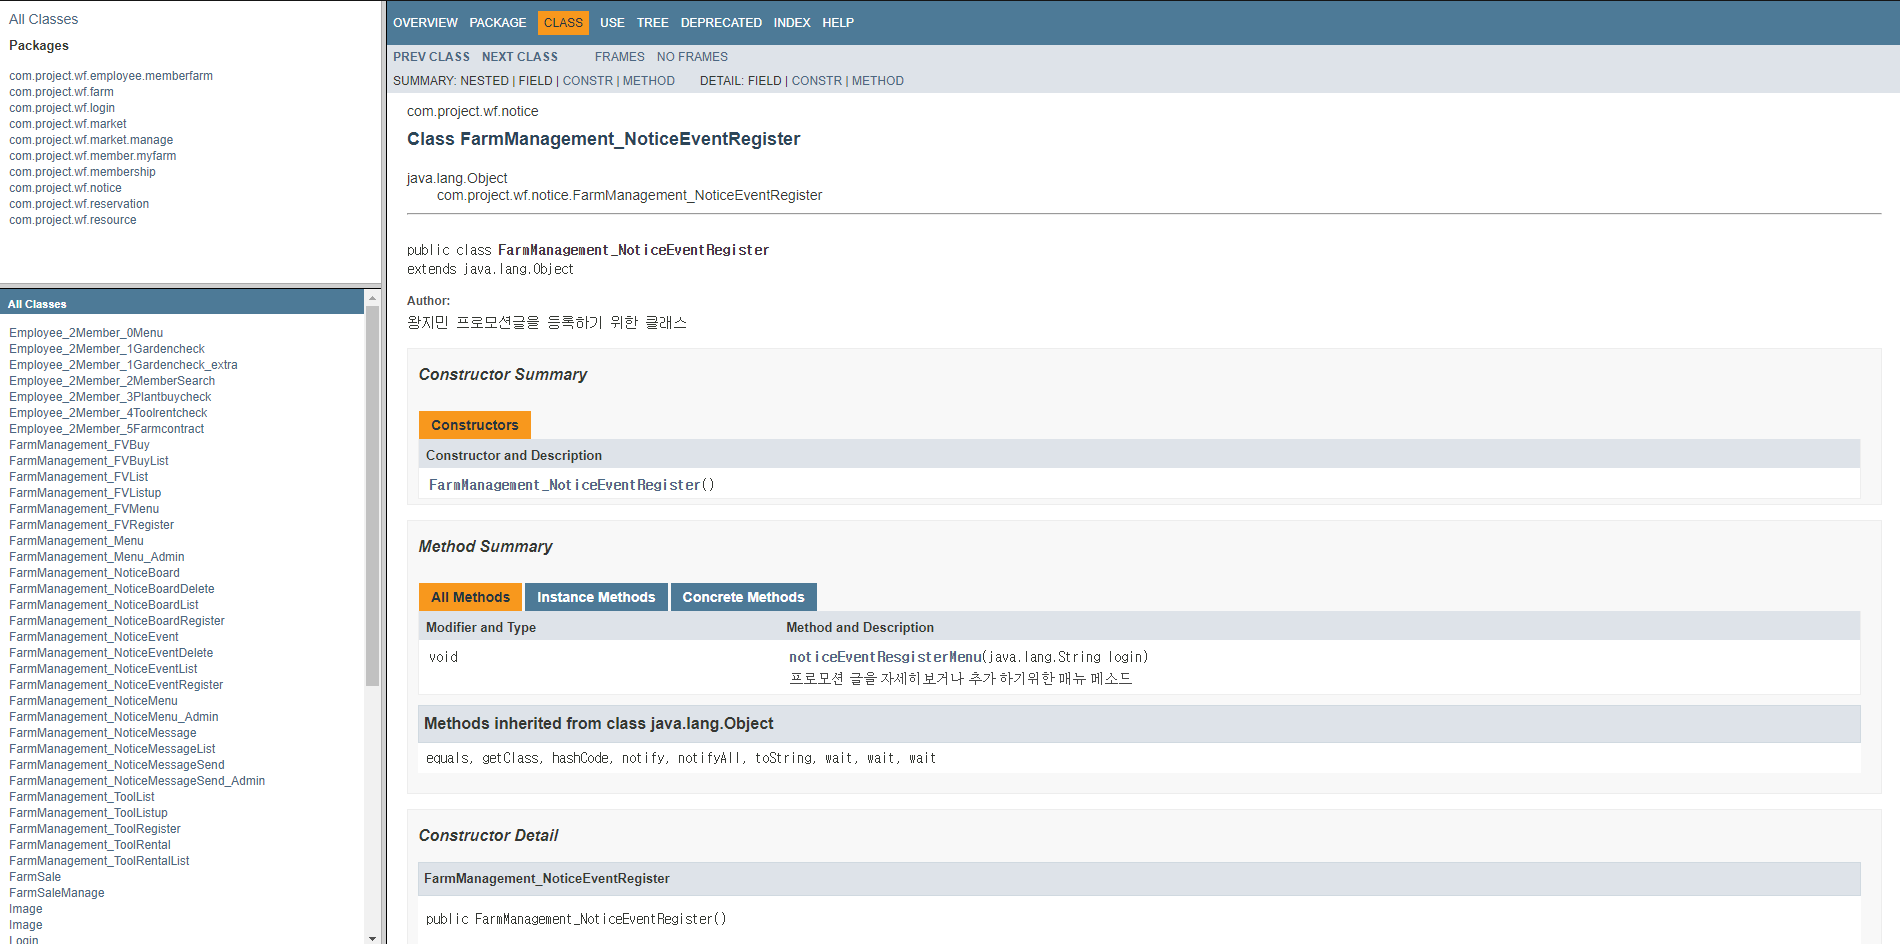 All Classes
Packages
com.project.wf.employee.memberfarm
com.project.wf.farm
com.project.wf.login
com.project.wf.market
com.project.wf.market.manage
com.project.wf.member.myfarm
com.project.wf.membership
com.project.wf.notice
com.project.wf.reservation
com.project.wf.resource
All Classes
Employee_2Member_0Menu
Employee_2Member_1Gardencheck
Employee_2Member_1Gardencheck_extra
Employee_2Member_2MemberSearch
Employee_2Member_3Plantbuycheck
Employee_2Member_4Toolrentcheck
Employee_2Member_5Farmcontract
FarmManagement_FVBuy
FarmManagement_FVBuyList
FarmManagement_FVList
FarmManagement_FVListup
FarmManagement_FVMenu
FarmManagement_FVRegister
FarmManagement_Menu
FarmManagement_Menu_Admin
FarmManagement_NoticeBoard
FarmManagement_NoticeBoardDelete
FarmManagement_NoticeBoardList
FarmManagement_NoticeBoardRegister
FarmManagement_NoticeEvent
FarmManagement_NoticeEventDelete
FarmManagement_NoticeEventList
FarmManagement_NoticeEventRegister
FarmManagement_NoticeMenu
FarmManagement_NoticeMenu_Admin
FarmManagement_NoticeMessage
FarmManagement_NoticeMessageList
FarmManagement_NoticeMessageSend
FarmManagement_NoticeMessageSend_Admin
FarmManagement_ToolList
FarmManagement_ToolListup
FarmManagement_ToolRegister
FarmManagement_ToolRental
FarmManagement_ToolRentalList
FarmSale
FarmSaleManage
Image
Image
Login
OVERVIEW PACKAGE CLASS USE TREE DEPRECATED INDEX HELP
PREV CLASS NEXT CLASS FRAMES NO FRAMES
SUMMARY: NESTED | FIELD | CONSTR | METHOD DETAIL: FIELD | CONSTR | METHOD
com.project.wf.notice
Class FarmManagement_NoticeEventRegister
java.lang.Object
com.project.wf.notice.FarmManagement_NoticeEventRegister
public class FarmManagement_NoticeEventRegister
extends java.lang.Object
Author:
왕지민 프로모션글을 등록하기 위한 클래스
Constructor Summary
Constructors
Constructor and Description
FarmManagement_NoticeEventRegister()
Method Summary
All Methods Instance Methods Concrete Methods
Modifier and Type Method and Description
void noticeEventResgisterMenu(java.lang.String login)
프로모션 글을 자세히 보거나 추가 하기위한 매뉴 메소드
Methods inherited from class java.lang.Object
equals, getClass, hashCode, notify, notifyAll, toString, wait, wait, wait
Constructor Detail
FarmManagement_NoticeEventRegister
public FarmManagement_NoticeEventRegister()